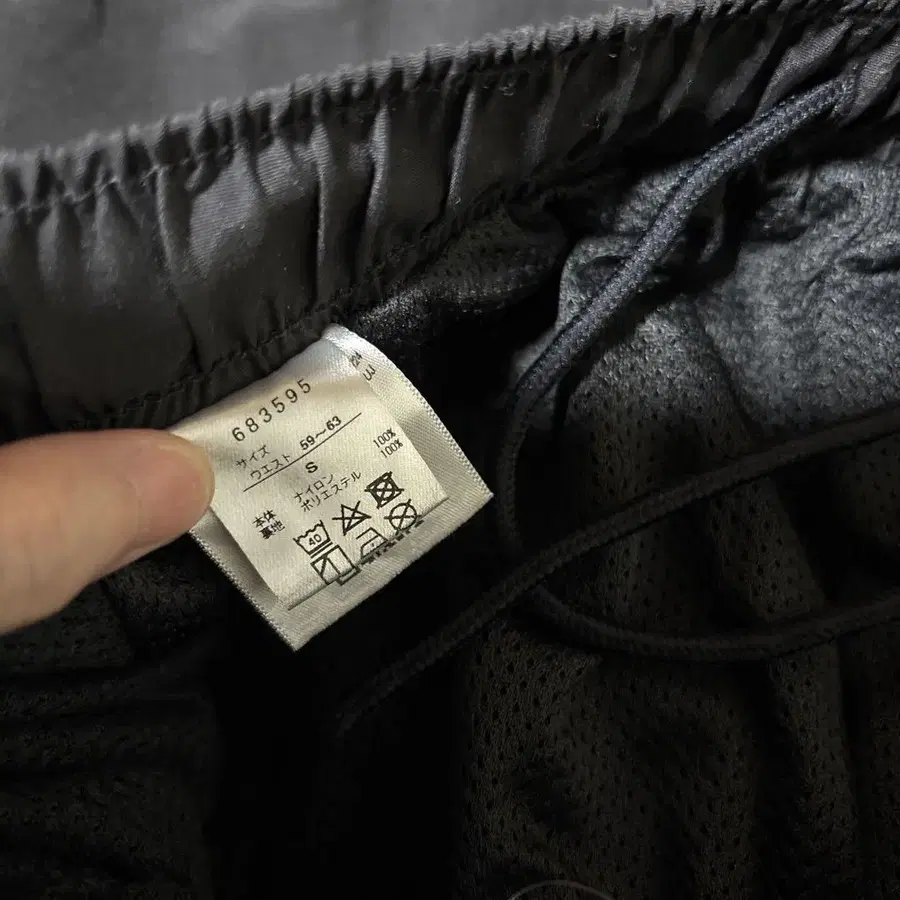 683595
サイズ
ウエスト 59~63
S
本体 ナイロン 100%
裏地 ポリエステル 100%
40